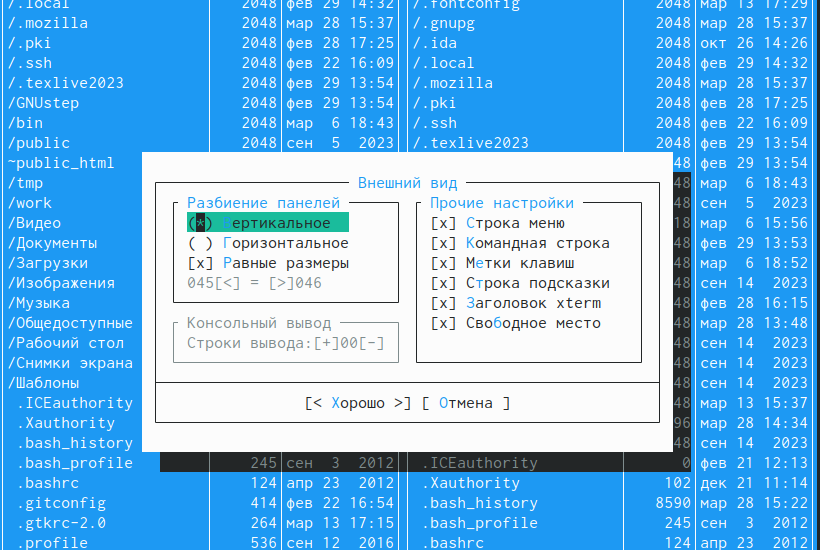 /.local 2048 фев 29 14:32 /.fontconfig 2048 мар 13 17:29
/.mozilla 2048 мар 28 15:37 /.gnupg 2048 мар 28 15:37
/.pki 2048 фев 28 17:25 /.ida 2048 окт 26 14:26
/.ssh 2048 фев 22 16:09 /.local 2048 фев 29 14:32
/.texlive2023 2048 фев 29 13:54 /.mozilla 2048 мар 28 15:37
/GNUstep 2048 фев 29 13:54 /.pki 2048 фев 28 17:25
/bin 2048 мар 6 18:43 /.ssh 2048 фев 22 16:09
/public 2048 сен 5 2023 /.texlive2023 2048 фев 29 13:54
~public_html 48 фев 29 13:54
/tmp Внешний вид 48 мар 6 18:43
/work Разбиение панелей Прочие настройки 48 сен 5 2023
/Видео (*) Вертикальное [x] Строка меню 18 мар 6 15:56
/Документы ( ) Горизонтальное [x] Командная строка 48 фев 29 13:53
/Загрузки [x] Равные размеры [x] Метки клавиш 48 мар 6 18:52
/Изображения 045[<] = [>]046 [x] Строка подсказки 48 сен 14 2023
/Музыка [x] Заголовок xterm 48 фев 28 16:15
/Общедоступные Консольный вывод [x] Свободное место 48 мар 28 13:48
/Рабочий стол Строки вывода:[+]00[-] 48 сен 14 2023
/Снимки экрана 48 сен 14 2023
/Шаблоны 48 сен 14 2023
.ICEauthority [< Хорошо >] [ Отмена ] 48 мар 13 15:37
.Xauthority 96 мар 28 14:34
.bash_history 48 сен 14 2023
.bash_profile 245 сен 3 2012 .ICEauthority 0 фев 21 12:13
.bashrc 124 апр 23 2012 .Xauthority 102 дек 21 11:14
.gitconfig 414 фев 22 16:54 .bash_history 8590 мар 28 15:22
.gtkrc-2.0 264 мар 13 17:15 .bash_profile 245 сен 3 2012
.profile 536 сен 12 2016 .bashrc 124 апр 23 2012